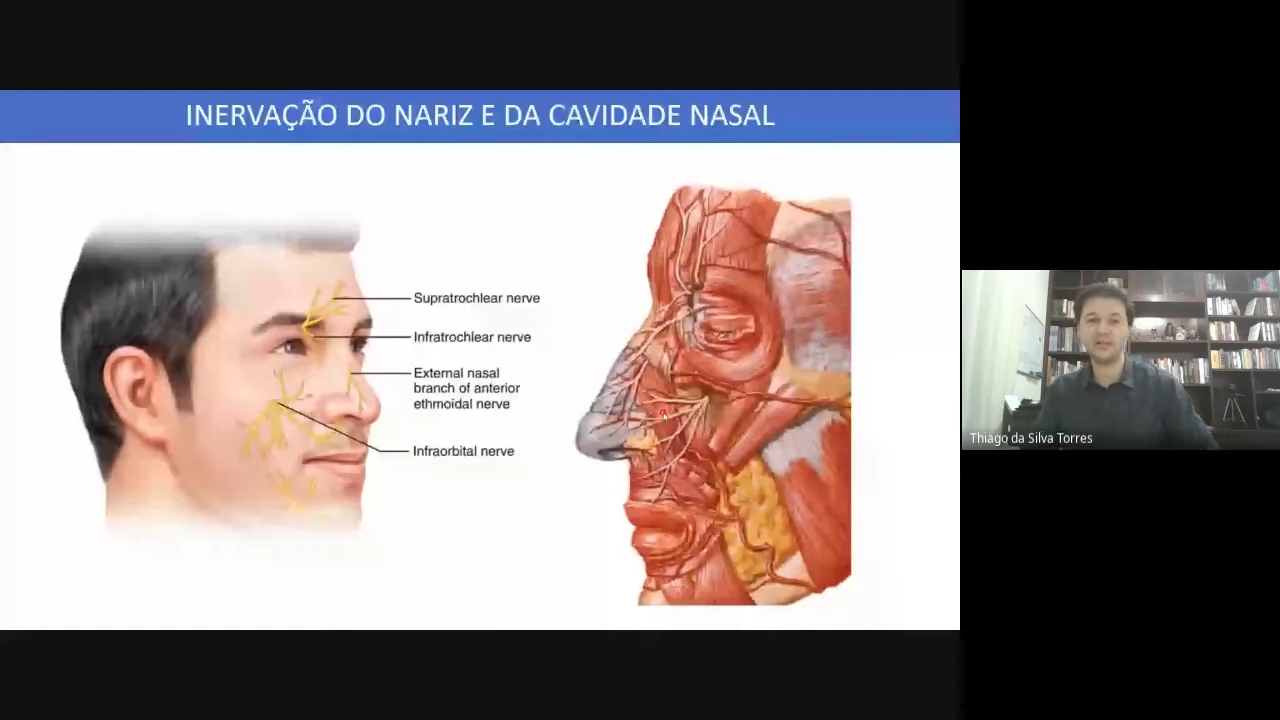 INERVAÇÃO DO NARIZ E DA CAVIDADE NASAL
Supratrochlear nerve
Infratrochlear nerve
External nasal
branch of anterior
ethmoidal nerve
Infraorbital nerve
Thiago da Silva Torres